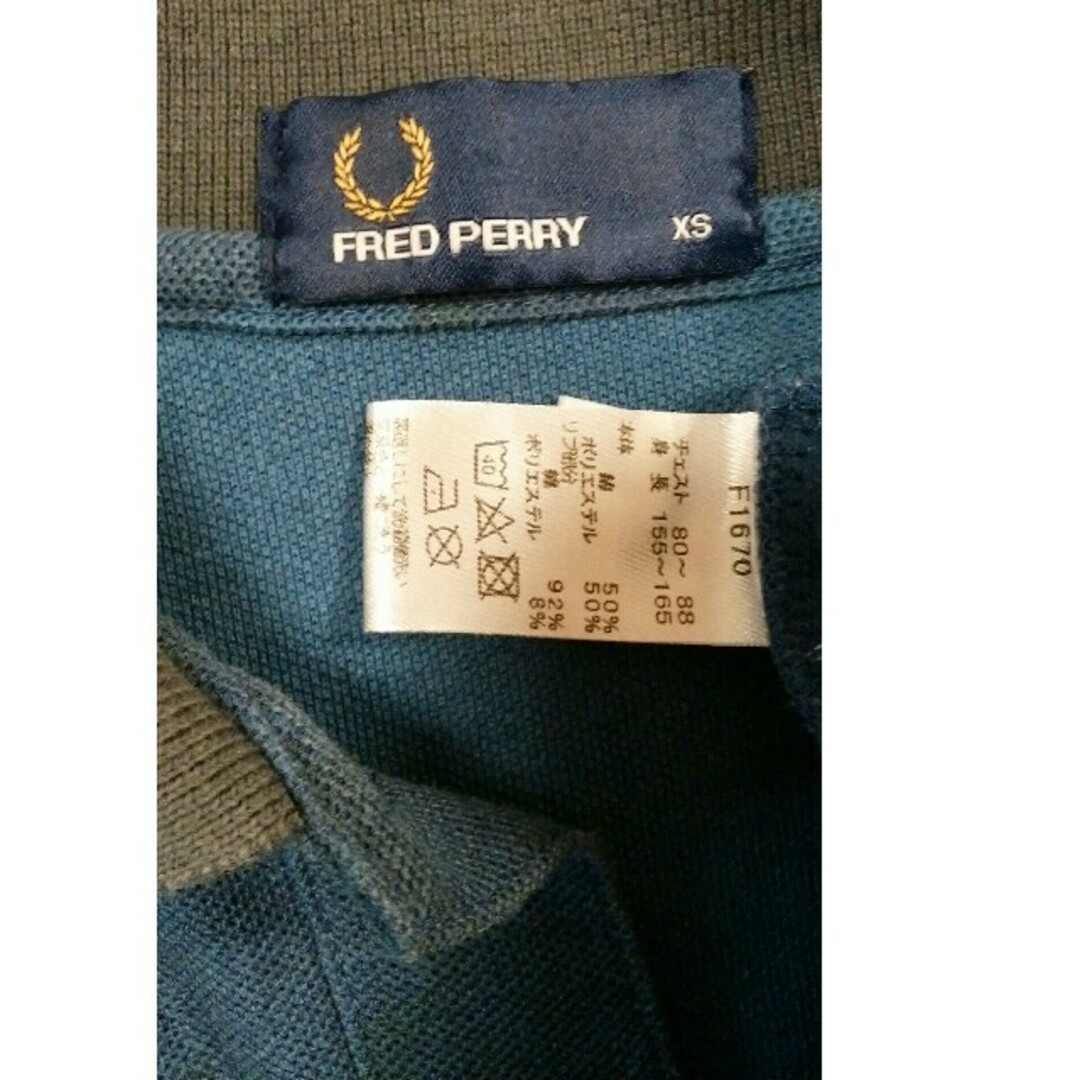 FRED PERRY XS
F1670
チェスト 80～ 88
身 長 155～165
本体
綿 50%
ポリエステル 50%
リブ部分
綿 92%
ポリエステル 8%
40